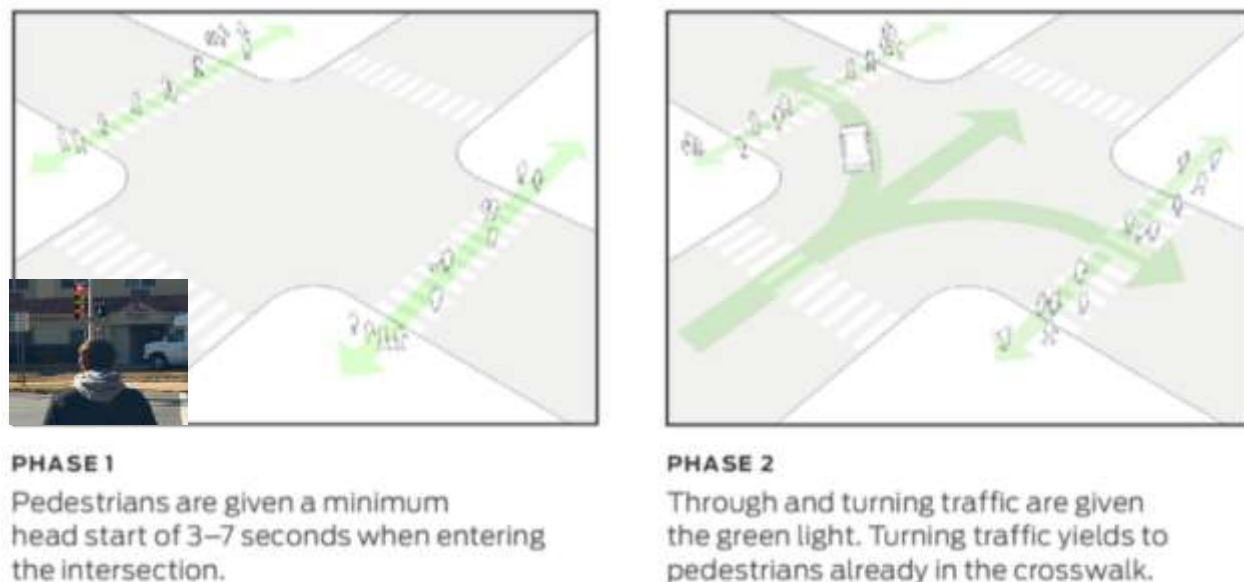 PHASE 1
Pedestrians are given a minimum
head start of 3–7 seconds when entering
the intersection.
PHASE 2
Through and turning traffic are given
the green light. Turning traffic yields to
pedestrians already in the crosswalk.